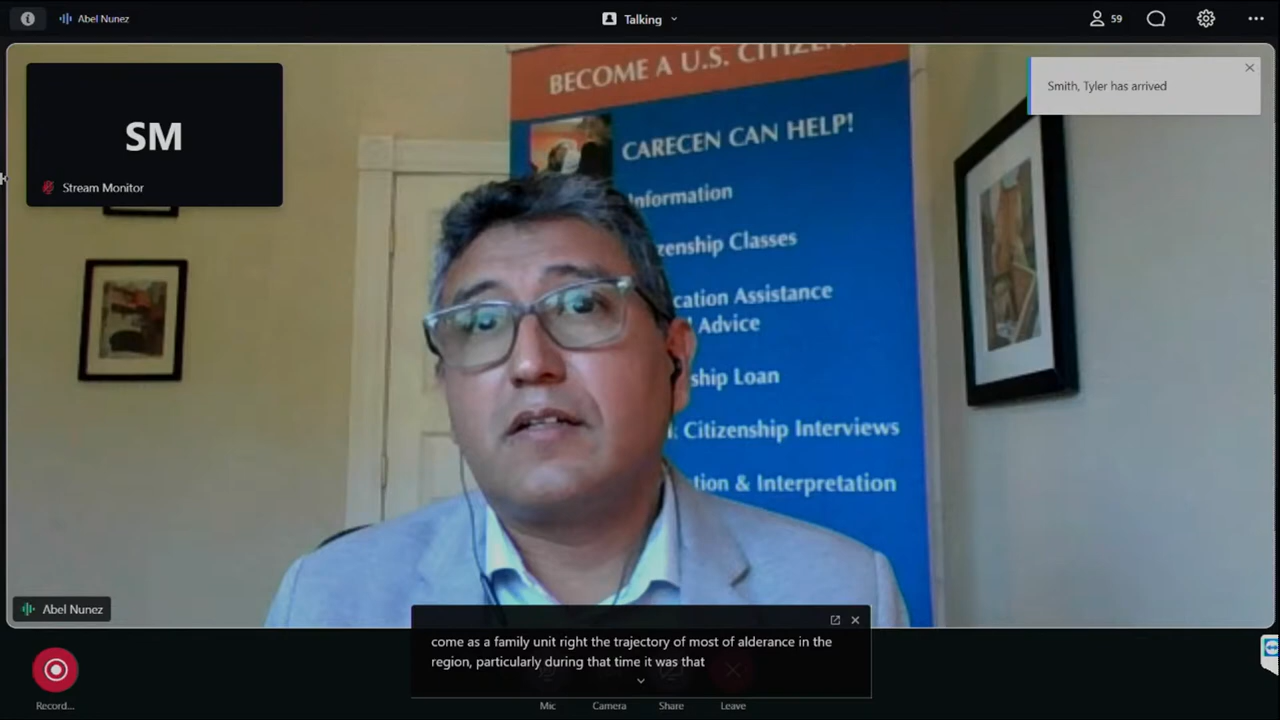 Abel Nunez
Talking
59
Smith, Tyler has arrived
SM
Stream Monitor
BECOME A U.S. CITIZEN
CARECEN CAN HELP!
Information
zenship Classes
cation Assistance
l Advice
ship Loan
k Citizenship Interviews
tion & Interpretation
Abel Nunez
come as a family unit right the trajectory of most of alderance in the
region, particularly during that time it was that
Record...
Mic
Camera
Share
Leave